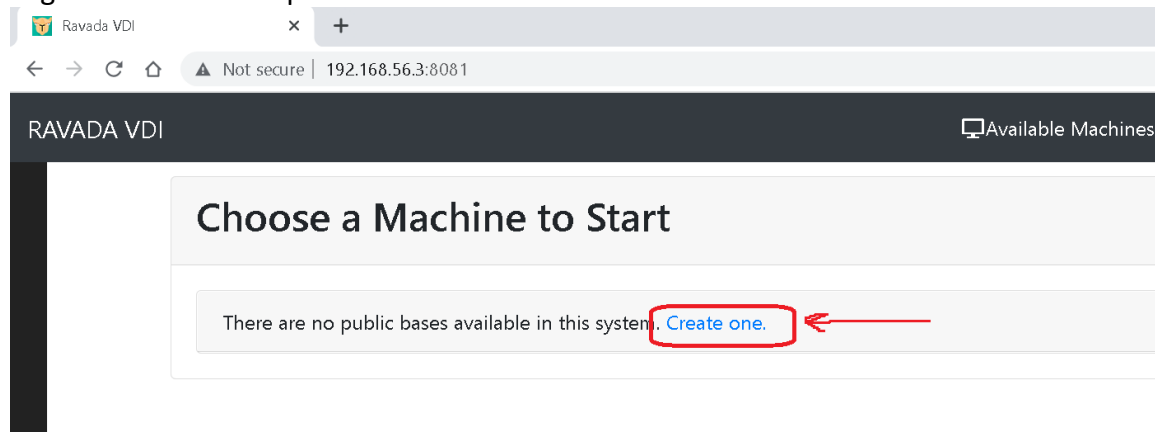 Ravada VDI
Not secure | 192.168.56.3:8081
RAVADA VDI
Available Machines
Choose a Machine to Start
There are no public bases available in this system. Create one.